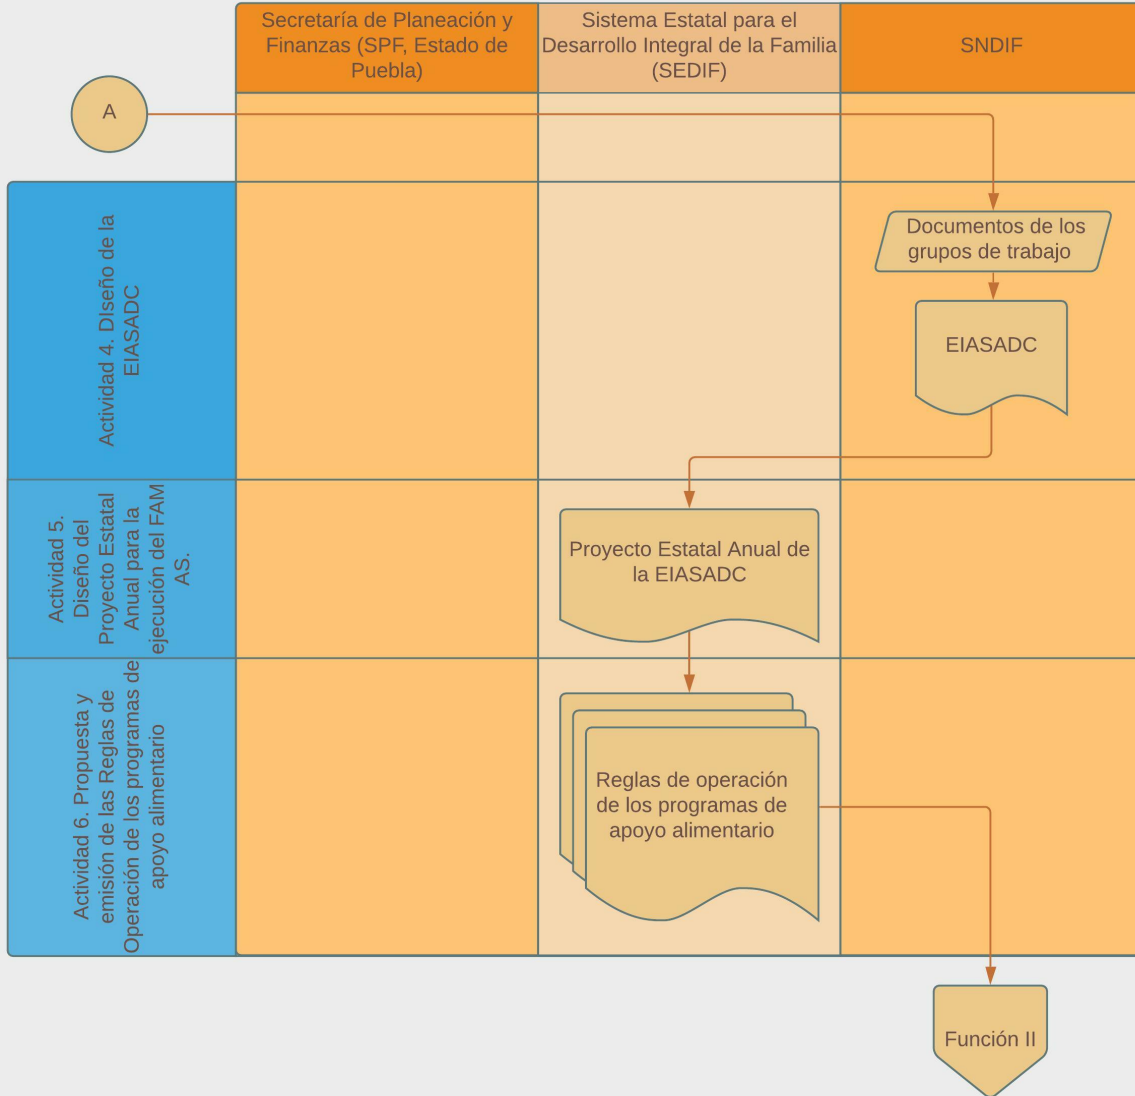 Secretaría de Planeación y
Finanzas (SPF, Estado de
Puebla)
Sistema Estatal para el
Desarrollo Integral de la Familia
(SEDIF)
SNDIF
A
Actividad 4. DIseño de la
EIASADC
Documentos de los
grupos de trabajo
EIASADC
Actividad 5.
Diseño del
Proyecto Estatal
Anual para la
ejecución del FAM
AS.
Proyecto Estatal Anual de
la EIASADC
Actividad 6. Propuesta y
emisión de las Reglas de
Operación de los programas de
apoyo alimentario
Reglas de operación
de los programas de
apoyo alimentario
Función II